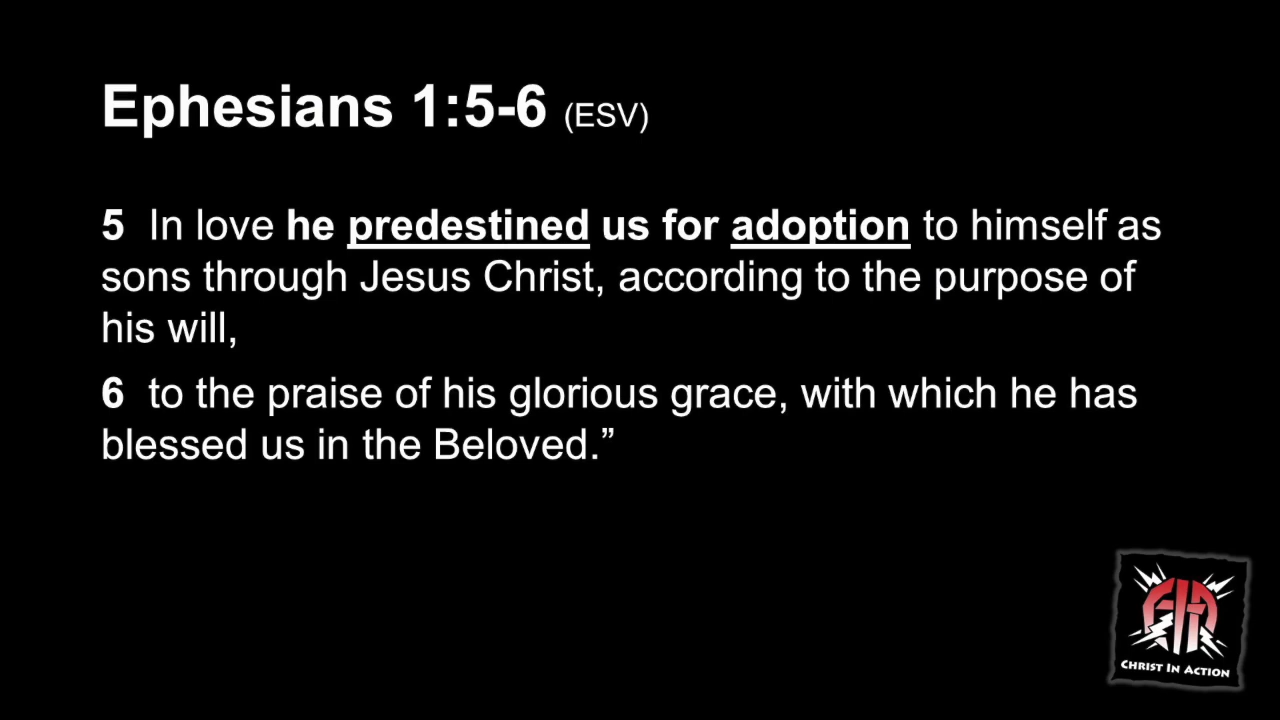 Ephesians 1:5-6 (ESV)
5 In love he predestined us for adoption to himself as
sons through Jesus Christ, according to the purpose of
his will,
6 to the praise of his glorious grace, with which he has
blessed us in the Beloved.”
CIA
CHRIST IN ACTION